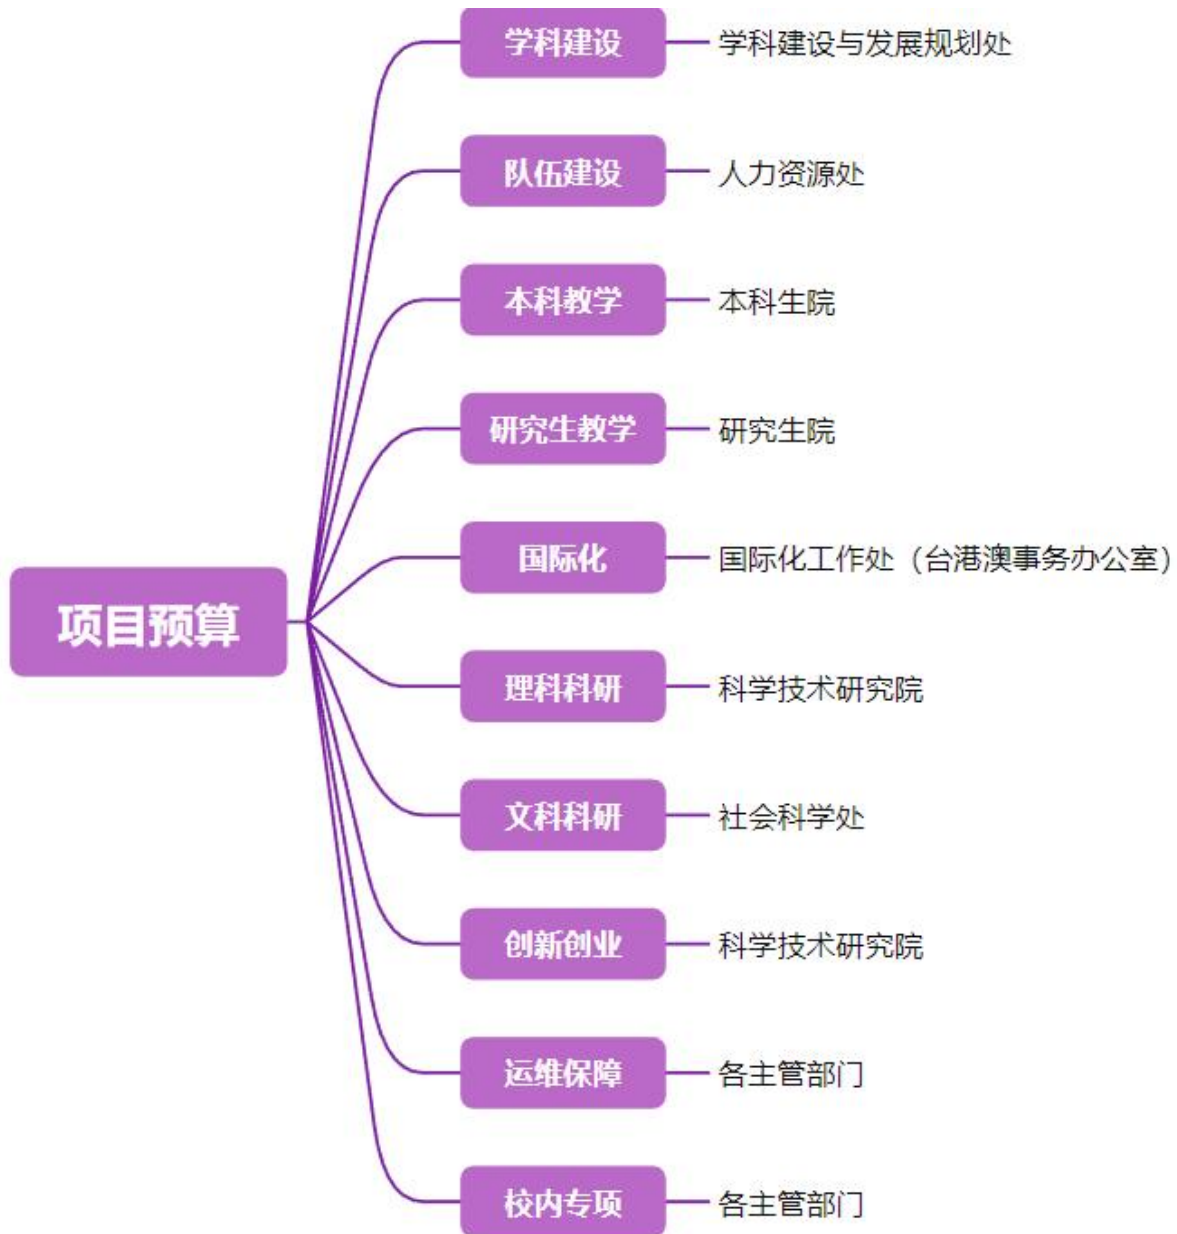 学科建设 学科建设与发展规划处
队伍建设 人力资源处
本科教学 本科生院
研究生教学 研究生院
国际化 国际化工作处（台港澳事务办公室）
项目预算
理科科研 科学技术研究院
文科科研 社会科学处
创新创业 科学技术研究院
运维保障 各主管部门
校内专项 各主管部门